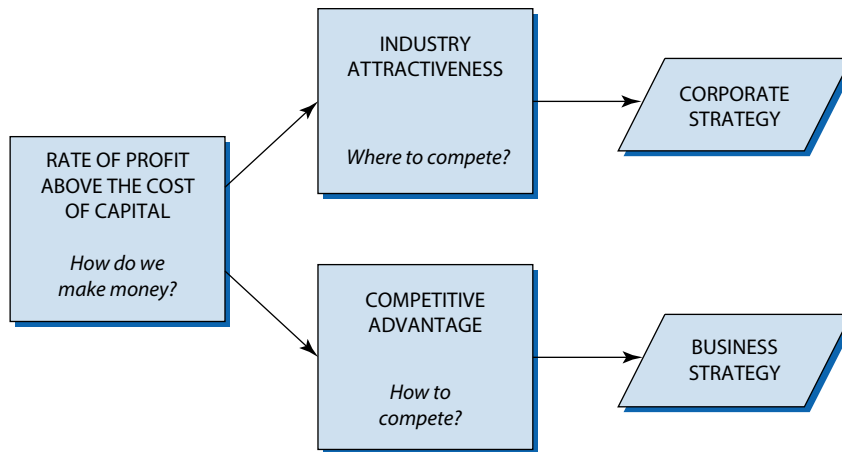 RATE OF PROFIT
ABOVE THE COST
OF CAPITAL
How do we
make money?
INDUSTRY
ATTRACTIVENESS
Where to compete?
CORPORATE
STRATEGY
COMPETITIVE
ADVANTAGE
How to
compete?
BUSINESS
STRATEGY